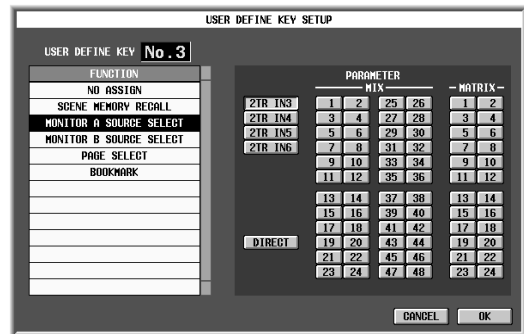 USER DEFINE KEY SETUP
USER DEFINE KEY No.3
FUNCTION
NO ASSIGN
SCENE MEMORY RECALL
MONITOR A SOURCE SELECT
MONITOR B SOURCE SELECT
PAGE SELECT
BOOKMARK
PARAMETER
MIX MATRIX
2TR IN3 1 2 25 26 1 2
2TR IN4 3 4 27 28 3 4
2TR IN5 5 6 29 30 5 6
2TR IN6 7 8 31 32 7 8
9 10 33 34 9 10
11 12 35 36 11 12
13 14 37 38 13 14
15 16 39 40 15 16
17 18 41 42 17 18
DIRECT 19 20 43 44 19 20
21 22 45 46 21 22
23 24 47 48 23 24
CANCEL OK